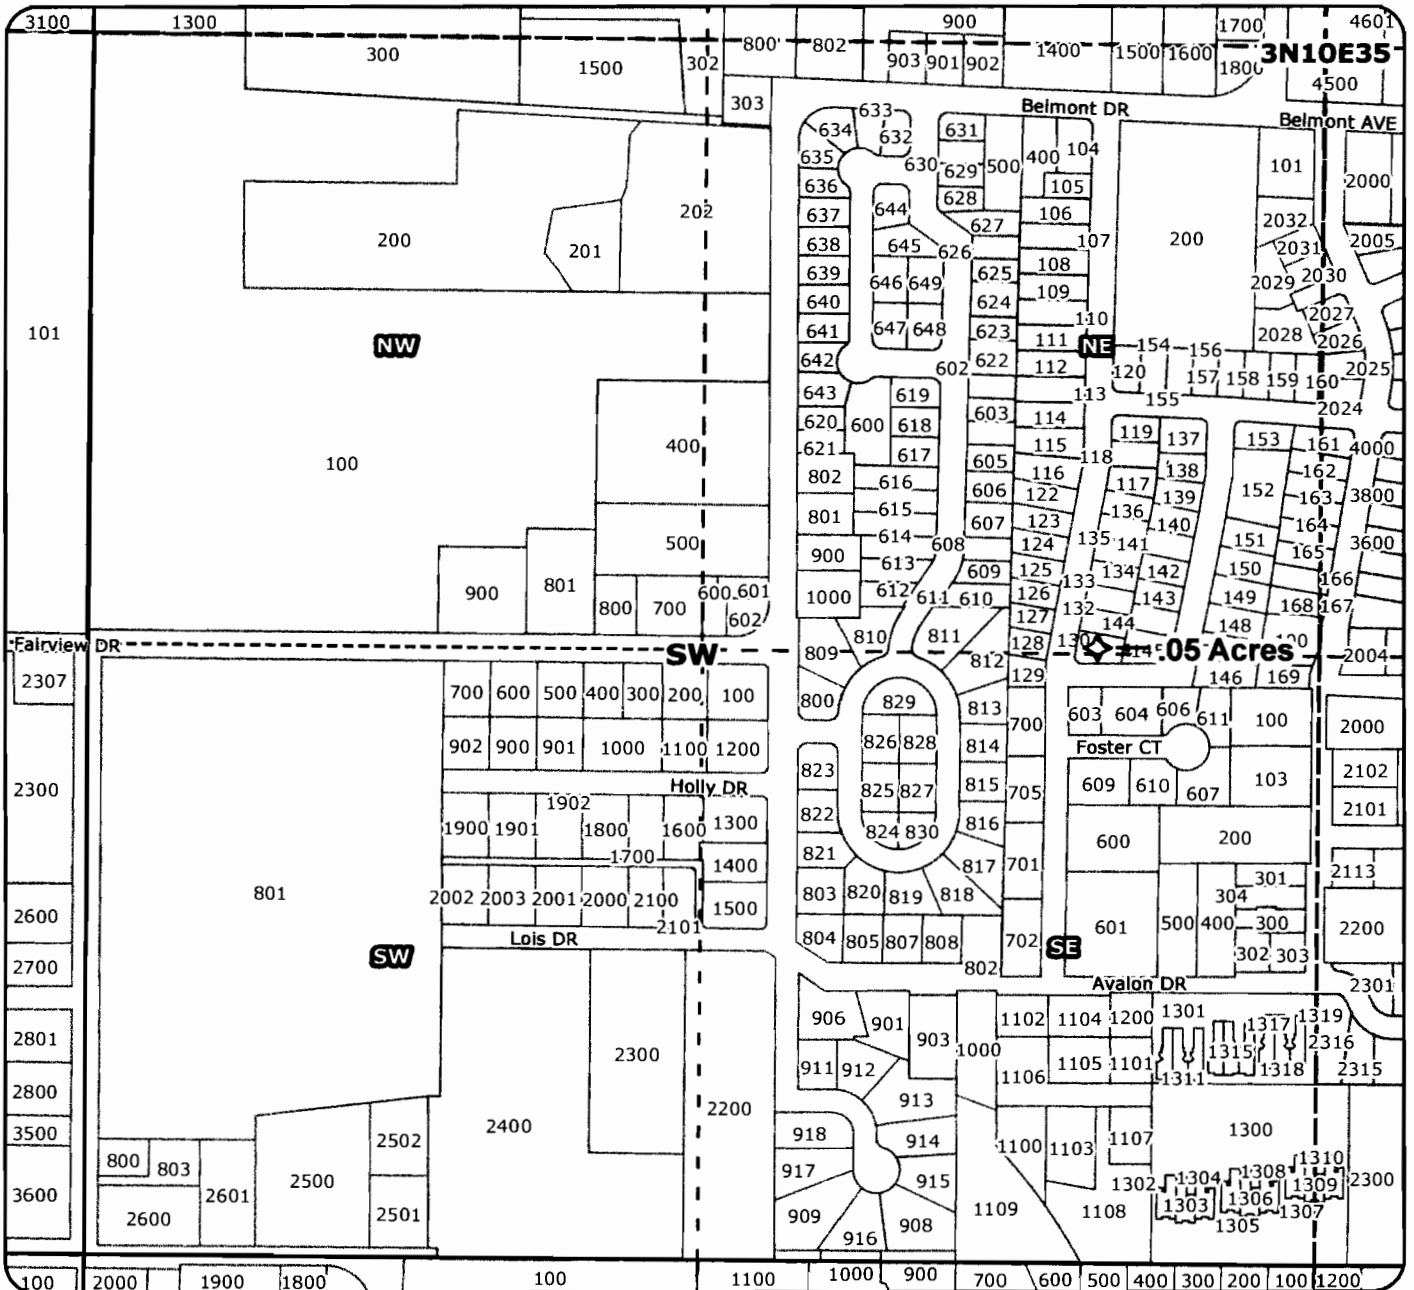 3100 1300 900 1700 4601
300 1500 302 800 802 903 901 902 1400 1500 1600 1800 3N10E35
4500
303 Belmont DR Belmont AVE
633
634 632 631 104
635 630 629 500 400 101
636 628 105 2000
637 644 627 106 2032
200 201 202 638 645 626 107 200 2031 2005
639 646 649 625 108 2029 2030
640 624 109 2027
101 641 647 648 623 110 2028 2026
NW 642 602 622 111 NE 154 156 2025
112 120 157 158 159 160
643 619 113 155 2024
400 620 600 618 603 114 119 137 153 161 4000
100 621 617 605 115 118 138 162
802 616 606 116 117 139 152 163 3800
801 615 607 122 136 140 164
500 614 608 123 135 141 151 165 3600
900 613 609 124 134 142 150 166
900 801 800 700 600 601 1000 612 611 610 125 133 143 149 168 167
602 126 132 144 148
127
Fairview DR SW 809 810 811 812 128 130 .05 Acres 2004
2307 129 146 169
700 600 500 400 300 200 100 800 829 813 700 603 604 606 611 100 2000
902 900 901 1000 1100 1200 826 828 814 Foster CT
2300 Holly DR 823 825 827 815 705 609 610 607 103 2102
1902 822 816 2101
1900 1901 1800 1600 1300 824 830 600 200
1700 1400 821 817 701 301 2113
801 2002 2003 2001 2000 2100 1500 803 820 819 818 304
2600 2101 601 500 400 300 2200
SW Lois DR 804 805 807 808 702 SE 302 303
2700 802 Avalon DR 2301
2801 2300 906 901 903 1000 1102 1104 1200 1301 1317 1319
1315 2316
2800 911 912 1106 1105 1101 1311 1318 2315
3500 2502 2400 2200 913
800 803 918 914 1100 1103 1107 1300
3600 2601 2500 917 915 1302 1304 1308 1310 2300
2600 2501 909 916 908 1109 1108 1303 1306 1309
1305 1307
100 2000 1900 1800 100 1100 1000 900 700 600 500 400 300 200 100 1200